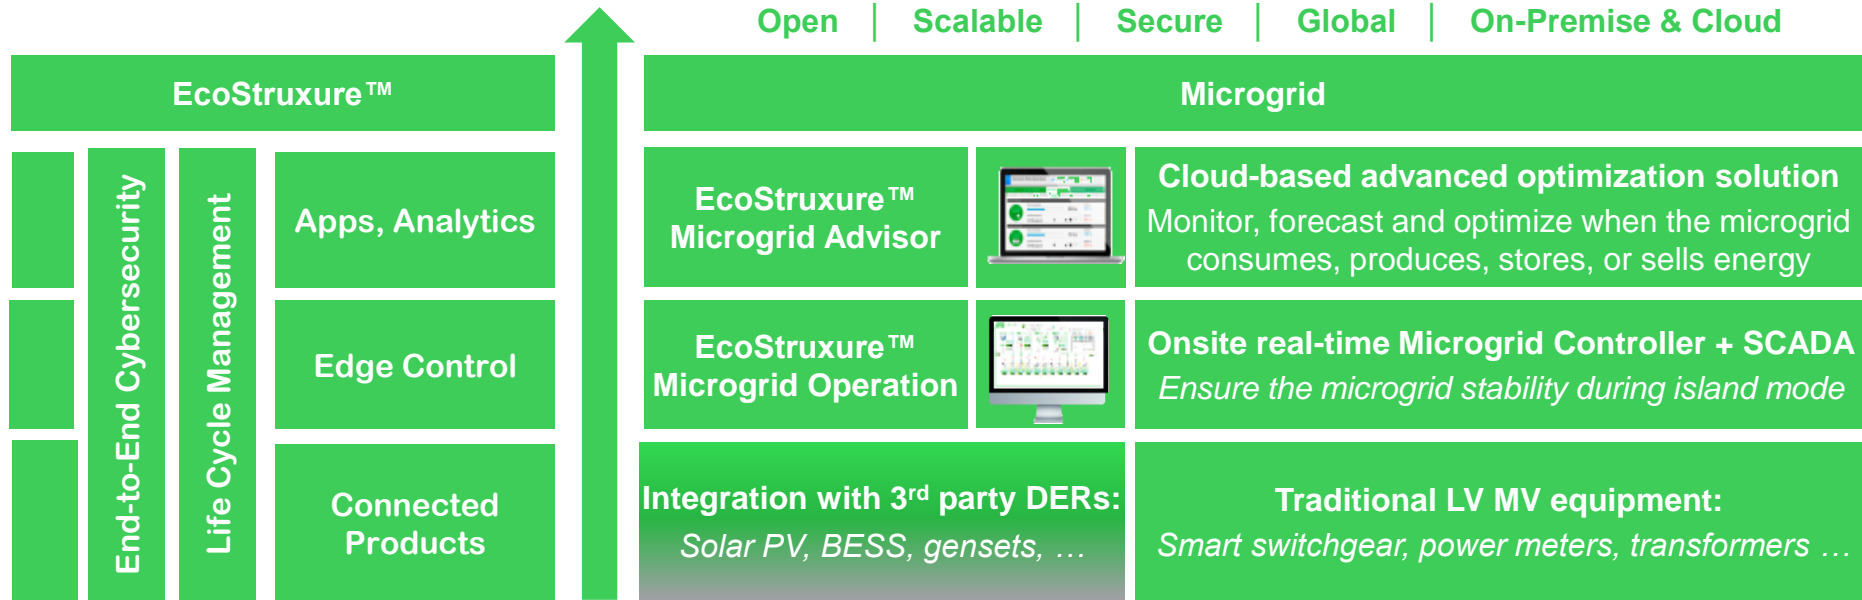 Open | Scalable | Secure | Global | On-Premise & Cloud
EcoStruxure™
Microgrid
End-to-End Cybersecurity
Life Cycle Management
Apps, Analytics
Edge Control
Connected
Products
EcoStruxure™
Microgrid Advisor
Cloud-based advanced optimization solution
Monitor, forecast and optimize when the microgrid
consumes, produces, stores, or sells energy
EcoStruxure™
Microgrid Operation
Onsite real-time Microgrid Controller + SCADA
Ensure the microgrid stability during island mode
Integration with 3rd party DERs:
Solar PV, BESS, gensets, …
Traditional LV MV equipment:
Smart switchgear, power meters, transformers …